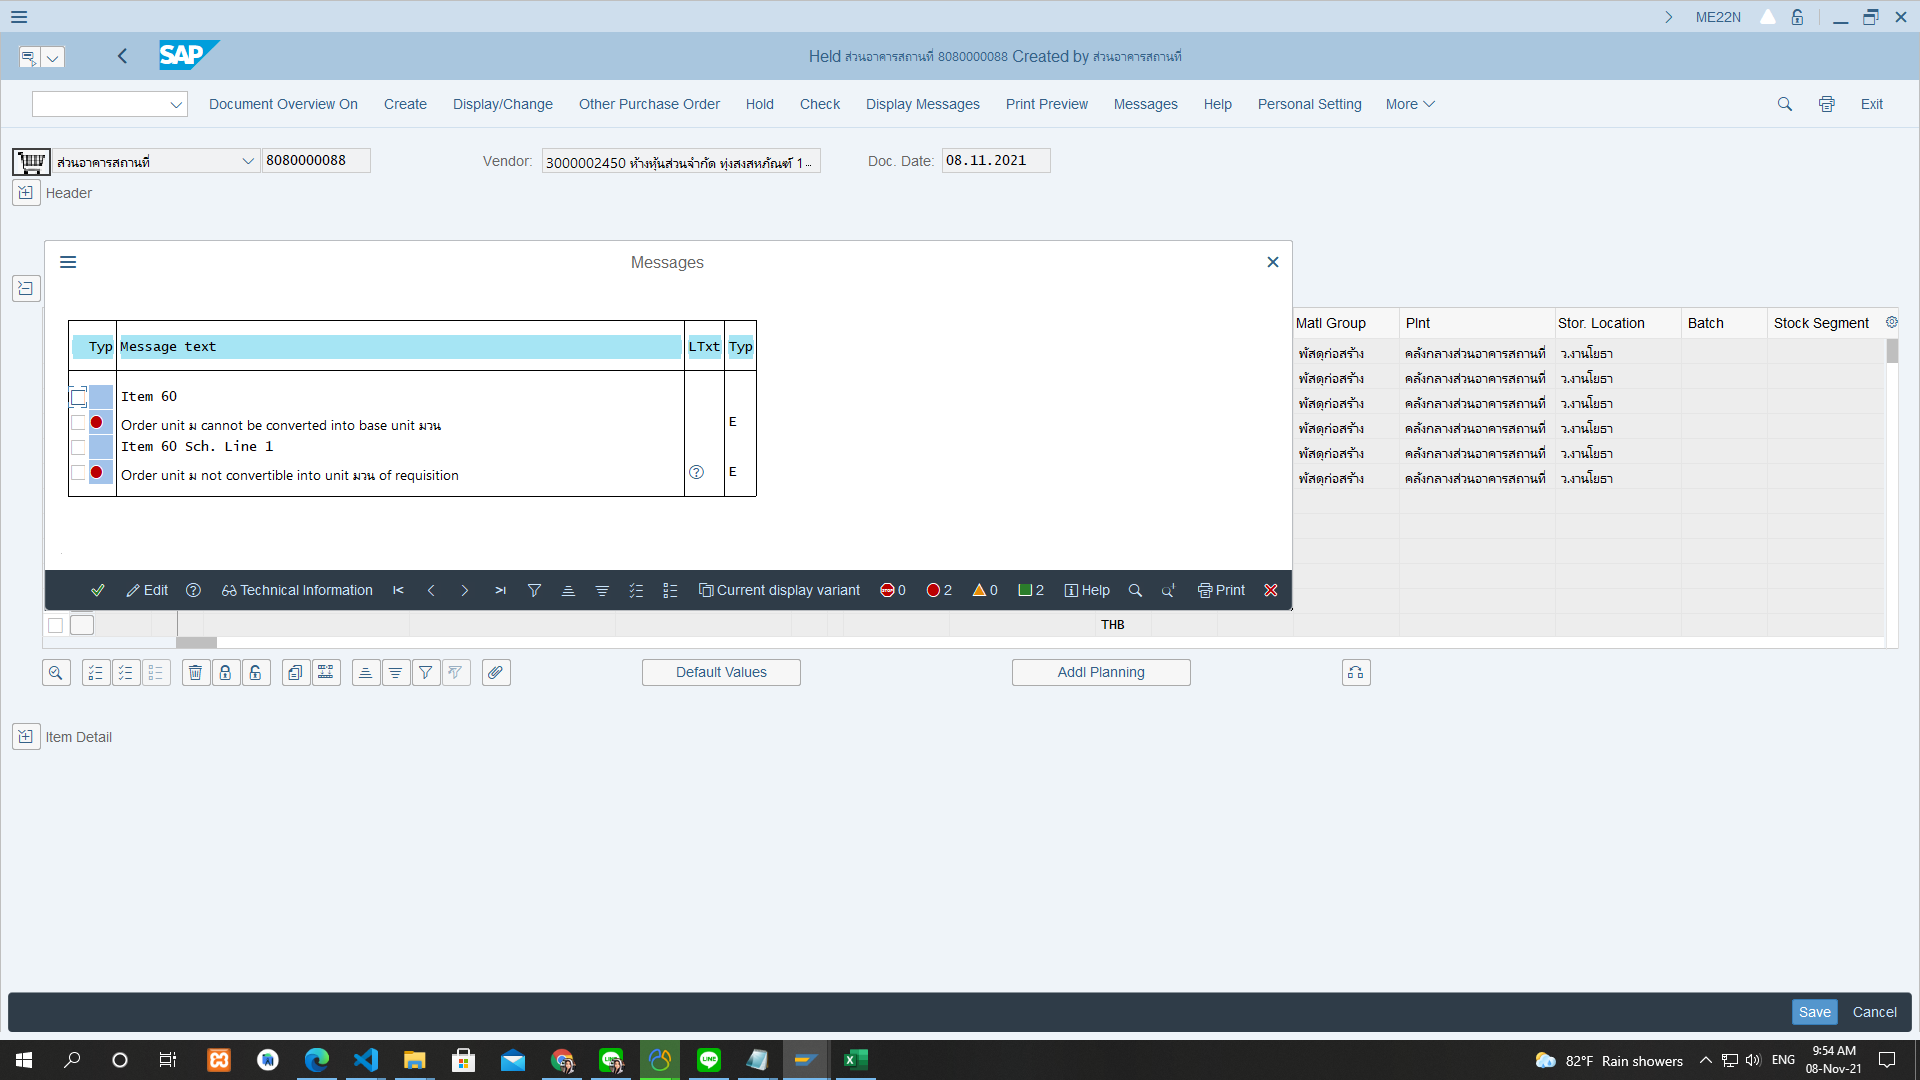 ME22N
SAP
Held ส่วนอาคารสถานที่ 8080000088 Created by ส่วนอาคารสถานที่
Document Overview On Create Display/Change Other Purchase Order Hold Check Display Messages Print Preview Messages Help Personal Setting More Exit
ส่วนอาคารสถานที่ 8080000088 Vendor: 3000002450 ห้างหุ้นส่วนจำกัด ทุ่งสงสหภัณฑ์ 1... Doc. Date: 08.11.2021
Header
Messages
Typ Message text LTxt Typ
Item 60
Order unit ม cannot be converted into base unit มวน E
Item 60 Sch. Line 1
Order unit ม not convertible into unit มวน of requisition E
Matl Group Plnt Stor. Location Batch Stock Segment
พัสดุก่อสร้าง คลังกลางส่วนอาคารสถานที่ ว.งานโยธา
พัสดุก่อสร้าง คลังกลางส่วนอาคารสถานที่ ว.งานโยธา
พัสดุก่อสร้าง คลังกลางส่วนอาคารสถานที่ ว.งานโยธา
พัสดุก่อสร้าง คลังกลางส่วนอาคารสถานที่ ว.งานโยธา
พัสดุก่อสร้าง คลังกลางส่วนอาคารสถานที่ ว.งานโยธา
พัสดุก่อสร้าง คลังกลางส่วนอาคารสถานที่ ว.งานโยธา
Edit Technical Information Current display variant 0 2 0 2 Help Print
THB
Default Values Addl Planning
Item Detail
Save Cancel
82°F Rain showers ENG 9:54 AM
08-Nov-21